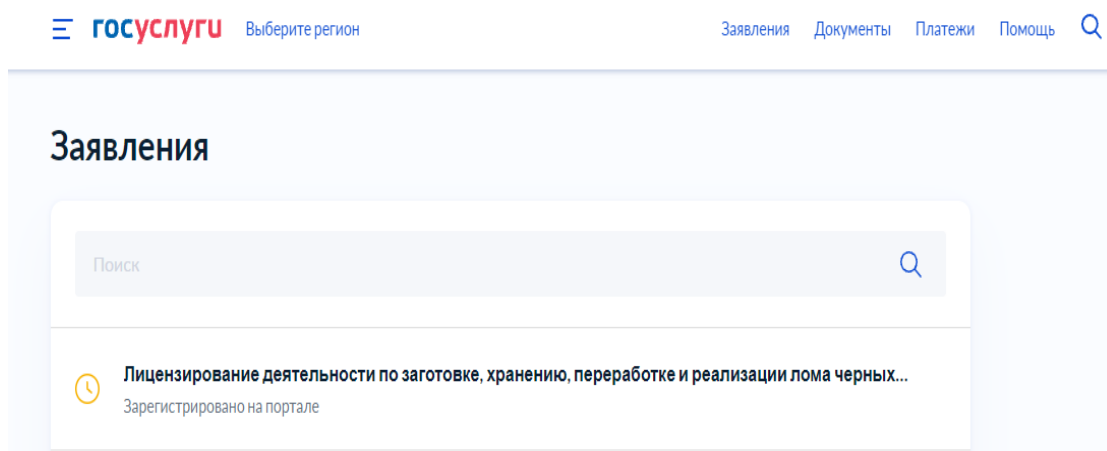 госуслуги Выберите регион Заявления Документы Платежи Помощь
Заявления
Поиск
Лицензирование деятельности по заготовке, хранению, переработке и реализации лома черных...
Зарегистрировано на портале